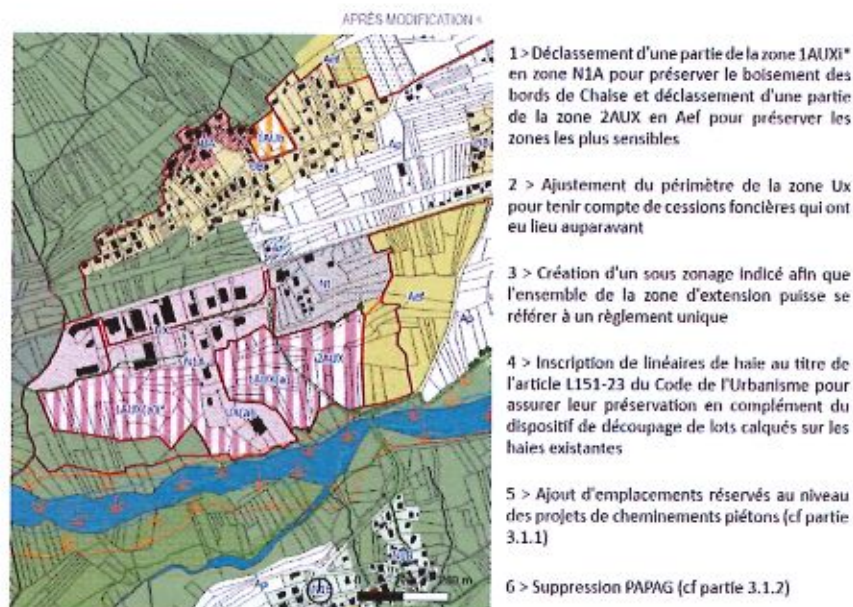 APRÈS MODIFICATION
1 > Déclassement d'une partie de la zone 1AUXi*
en zone N1A pour préserver le boisement des
bords de Chaise et déclassement d'une partie
de la zone 2AUX en Aef pour préserver les
zones les plus sensibles
2 > Ajustement du périmètre de la zone Ux
pour tenir compte de cessions foncières qui ont
eu lieu auparavant
3 > Création d'un sous zonage indicé afin que
l'ensemble de la zone d'extension puisse se
référer à un règlement unique
4 > Inscription de linéaires de haie au titre de
l'article L151-23 du Code de l'Urbanisme pour
assurer leur préservation en complément du
dispositif de découpage de lots calqués sur les
haies existantes
5 > Ajout d'emplacements réservés au niveau
des projets de cheminements piétons (cf partie
3.1.1)
6 > Suppression PAPAG (cf partie 3.1.2)
Aef
Ap
Aef
Ap
N1A
2AUX
Ap